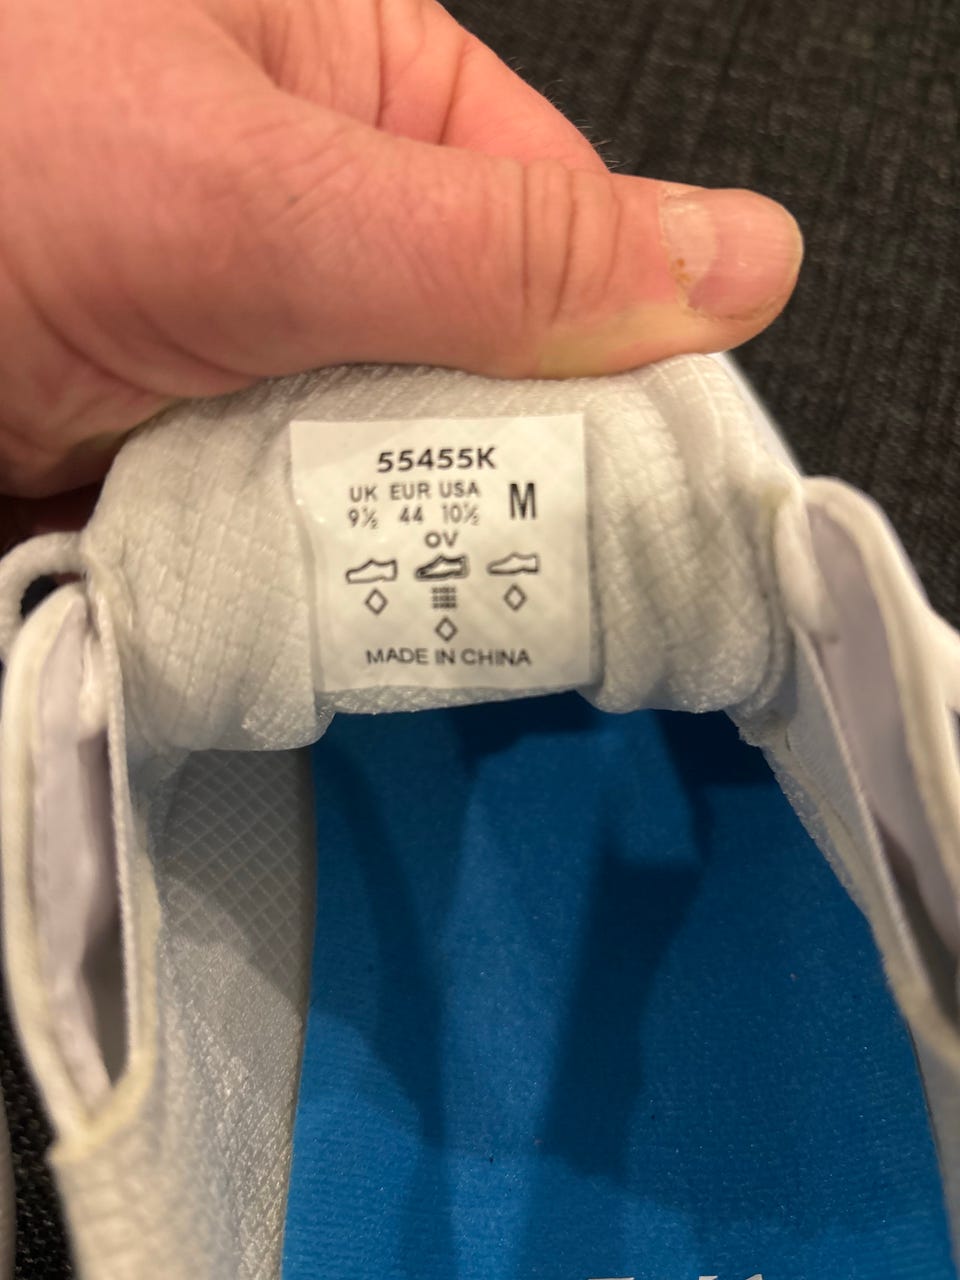 55455K
UK EUR USA M
9½ 44 10½
OV
MADE IN CHINA